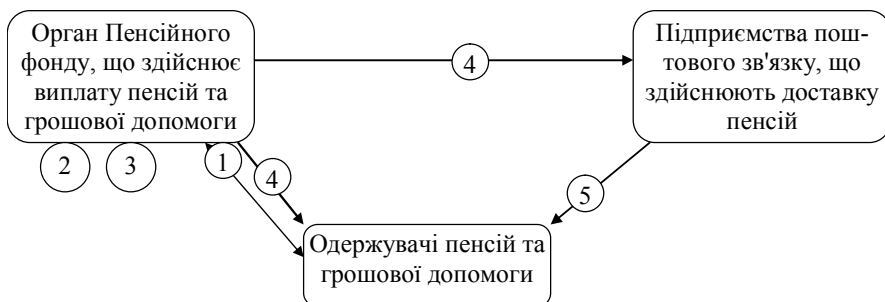 Орган Пенсійного
фонду, що здійснює
виплату пенсій та
грошової допомоги
4
Підприємства пош-
тового зв'язку, що
здійснюють доставку
пенсій
2
3
1
4
5
Одержувачі пенсій та
грошової допомоги